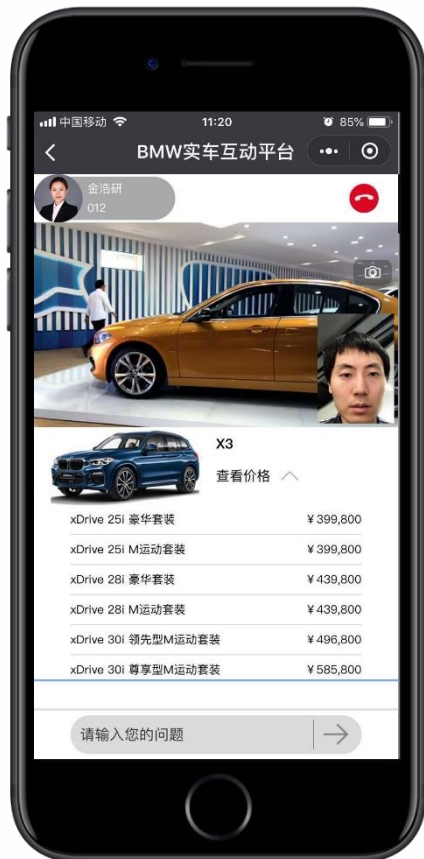 中国移动 11:20 85%
BMW实车互动平台
金浩研
012
X3
查看价格
xDrive 25i 豪华套装 ¥399,800
xDrive 25i M运动套装 ¥399,800
xDrive 28i 豪华套装 ¥439,800
xDrive 28i M运动套装 ¥439,800
xDrive 30i 领先型M运动套装 ¥496,800
xDrive 30i 尊享型M运动套装 ¥585,800
请输入您的问题